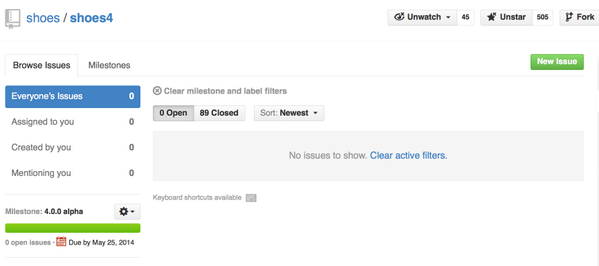 shoes / shoes4
Unwatch 45 Unstar 505 Fork
Browse Issues Milestones
New Issue
Everyone's Issues 0
Assigned to you 0
Created by you 0
Mentioning you 0
Clear milestone and label filters
0 Open 89 Closed Sort: Newest
No issues to show. Clear active filters.
Keyboard shortcuts available
Milestone: 4.0.0 alpha
0 open issues · Due by May 25, 2014